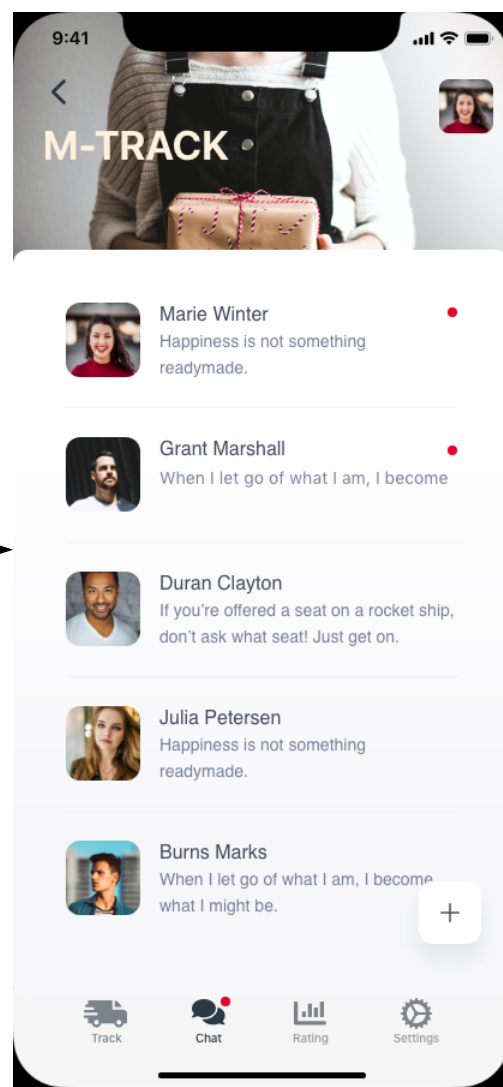 9:41
M-TRACK
Marie Winter
Happiness is not something
readymade.
Grant Marshall
When I let go of what I am, I become
Duran Clayton
If you’re offered a seat on a rocket ship,
don’t ask what seat! Just get on.
Julia Petersen
Happiness is not something
readymade.
Burns Marks
When I let go of what I am, I become
what I might be.
Track
Chat
Rating
Settings